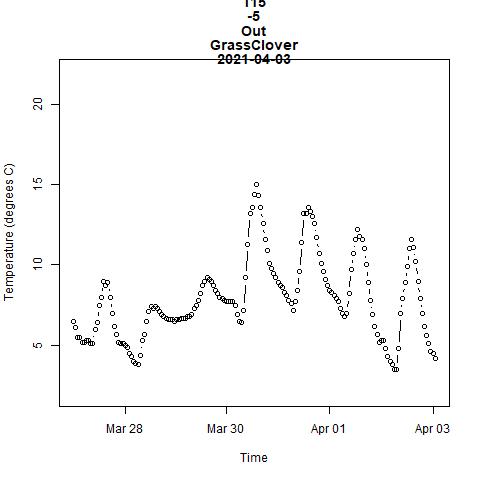 T15
-5
Out
GrassClover
2021-04-03
20
15
10
5
Temperature (degrees C)
Mar 28 Mar 30 Apr 01 Apr 03
Time